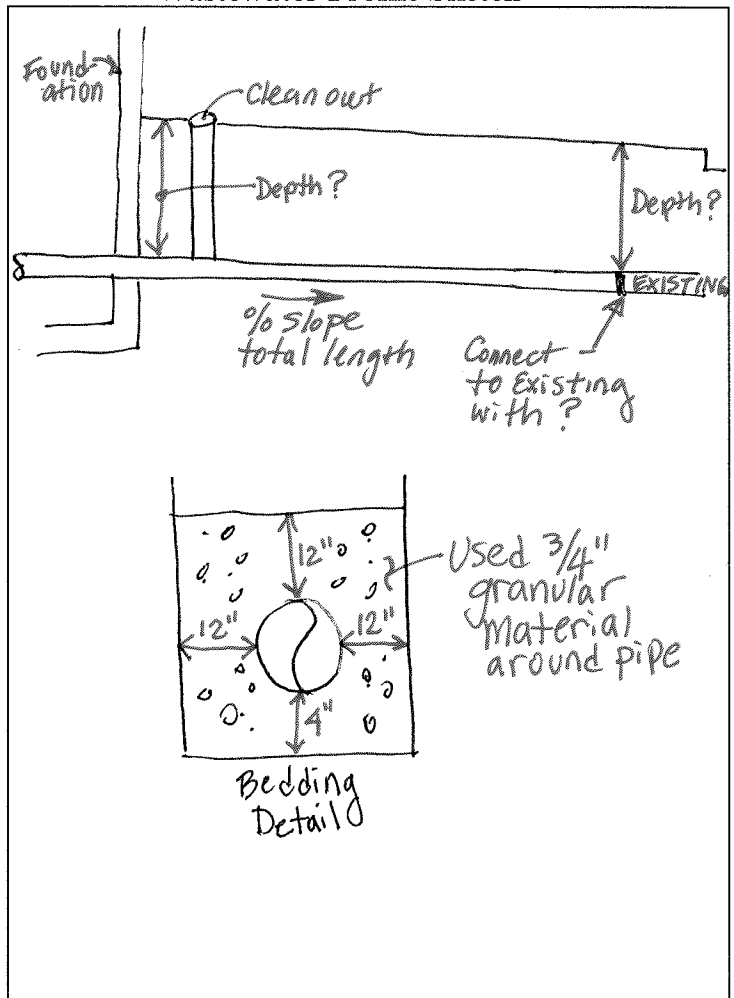 Found-
ation
Clean out
Depth?
Depth?
EXISTING
% slope
total length
Connect
to Existing
with ?
12"
12"
12"
4"
Used 3/4"
granular
Material
around pipe
Bedding
Detail